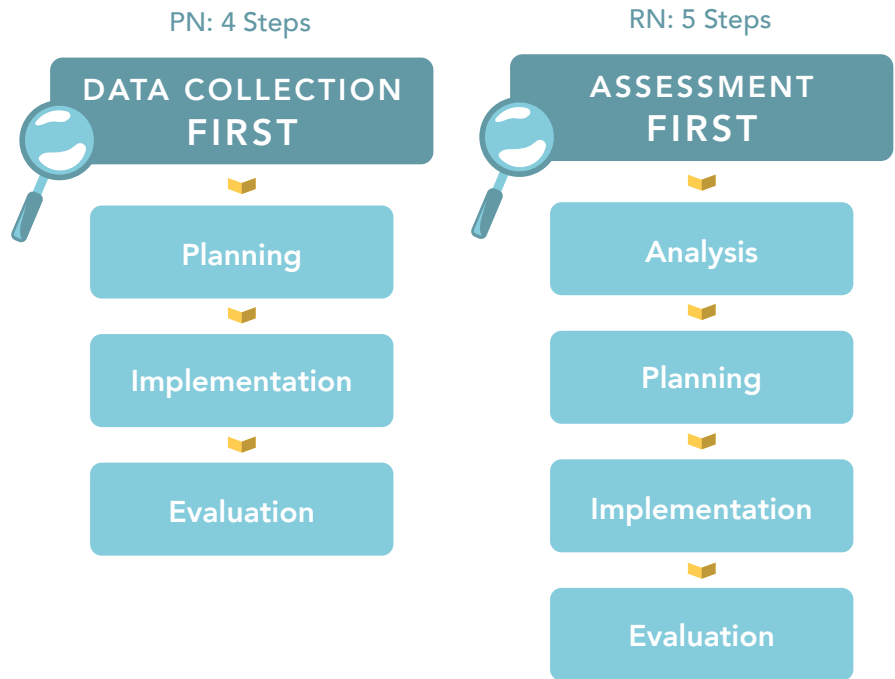 PN: 4 Steps
DATA COLLECTION
FIRST
Planning
Implementation
Evaluation
RN: 5 Steps
ASSESSMENT
FIRST
Analysis
Planning
Implementation
Evaluation